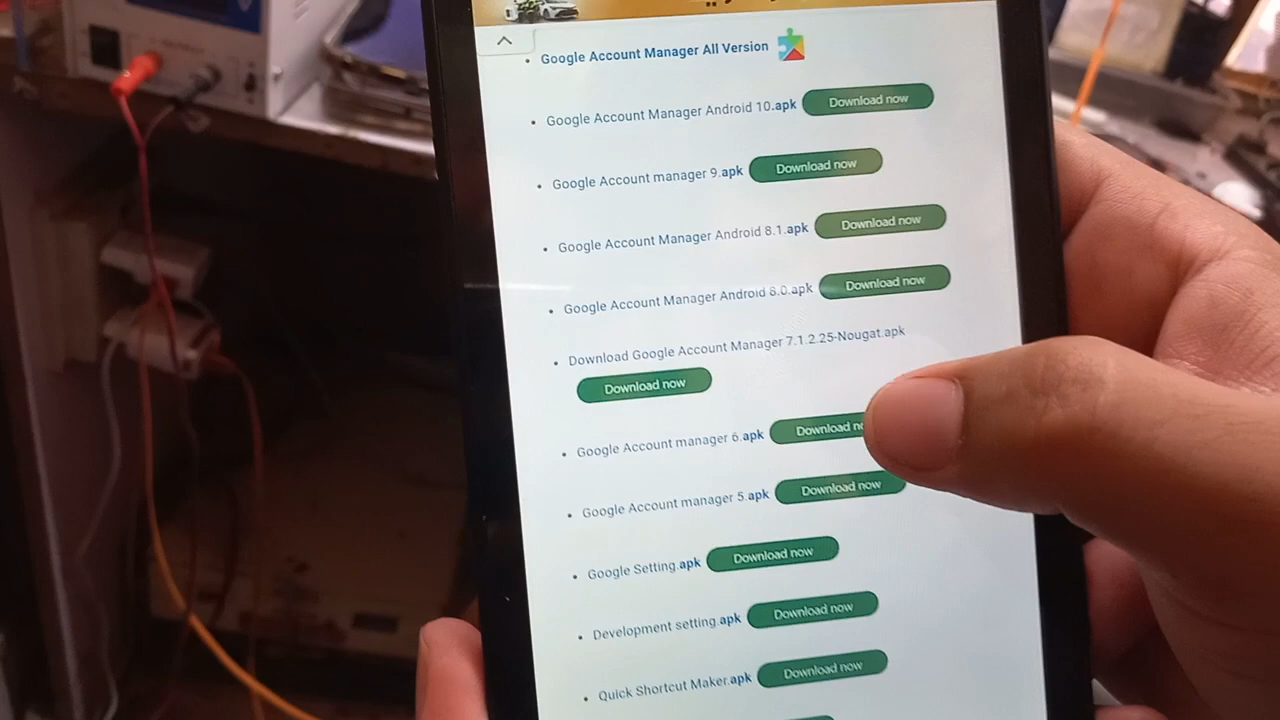 Google Account Manager All Version
Google Account Manager Android 10.apk Download now
Google Account manager 9.apk Download now
Google Account Manager Android 8.1.apk Download now
Google Account Manager Android 8.0.apk Download now
Download Google Account Manager 7.1.2.25-Nougat.apk
Download now
Google Account manager 6.apk Download no
Google Account manager 5.apk Download now
Google Setting.apk Download now
Development setting.apk Download now
Quick Shortcut Maker.apk Download now